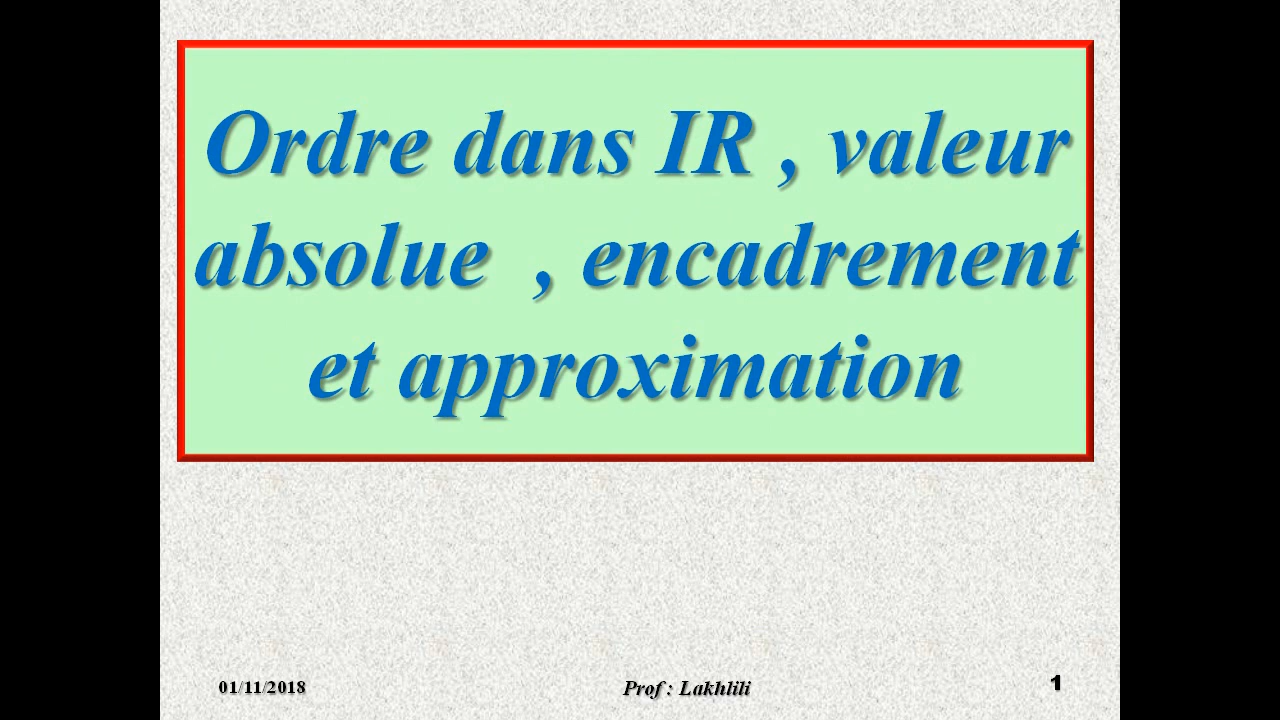 Ordre dans IR , valeur
absolue , encadrement
et approximation
01/11/2018 Prof : Lakhlili 1